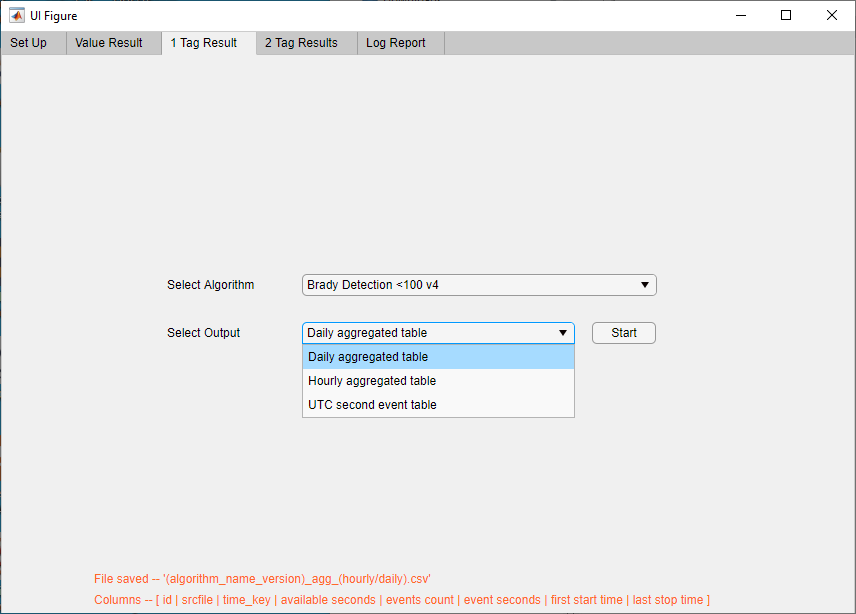 UI Figure
Set Up
Value Result
1 Tag Result
2 Tag Results
Log Report
Select Algorithm
Brady Detection <100 v4
Select Output
Daily aggregated table
Start
Daily aggregated table
Hourly aggregated table
UTC second event table
File saved -- '(algorithm_name_version)_agg_(hourly/daily).csv'
Columns -- [ id | srcfile | time_key | available seconds | events count | event seconds | first start time | last stop time ]